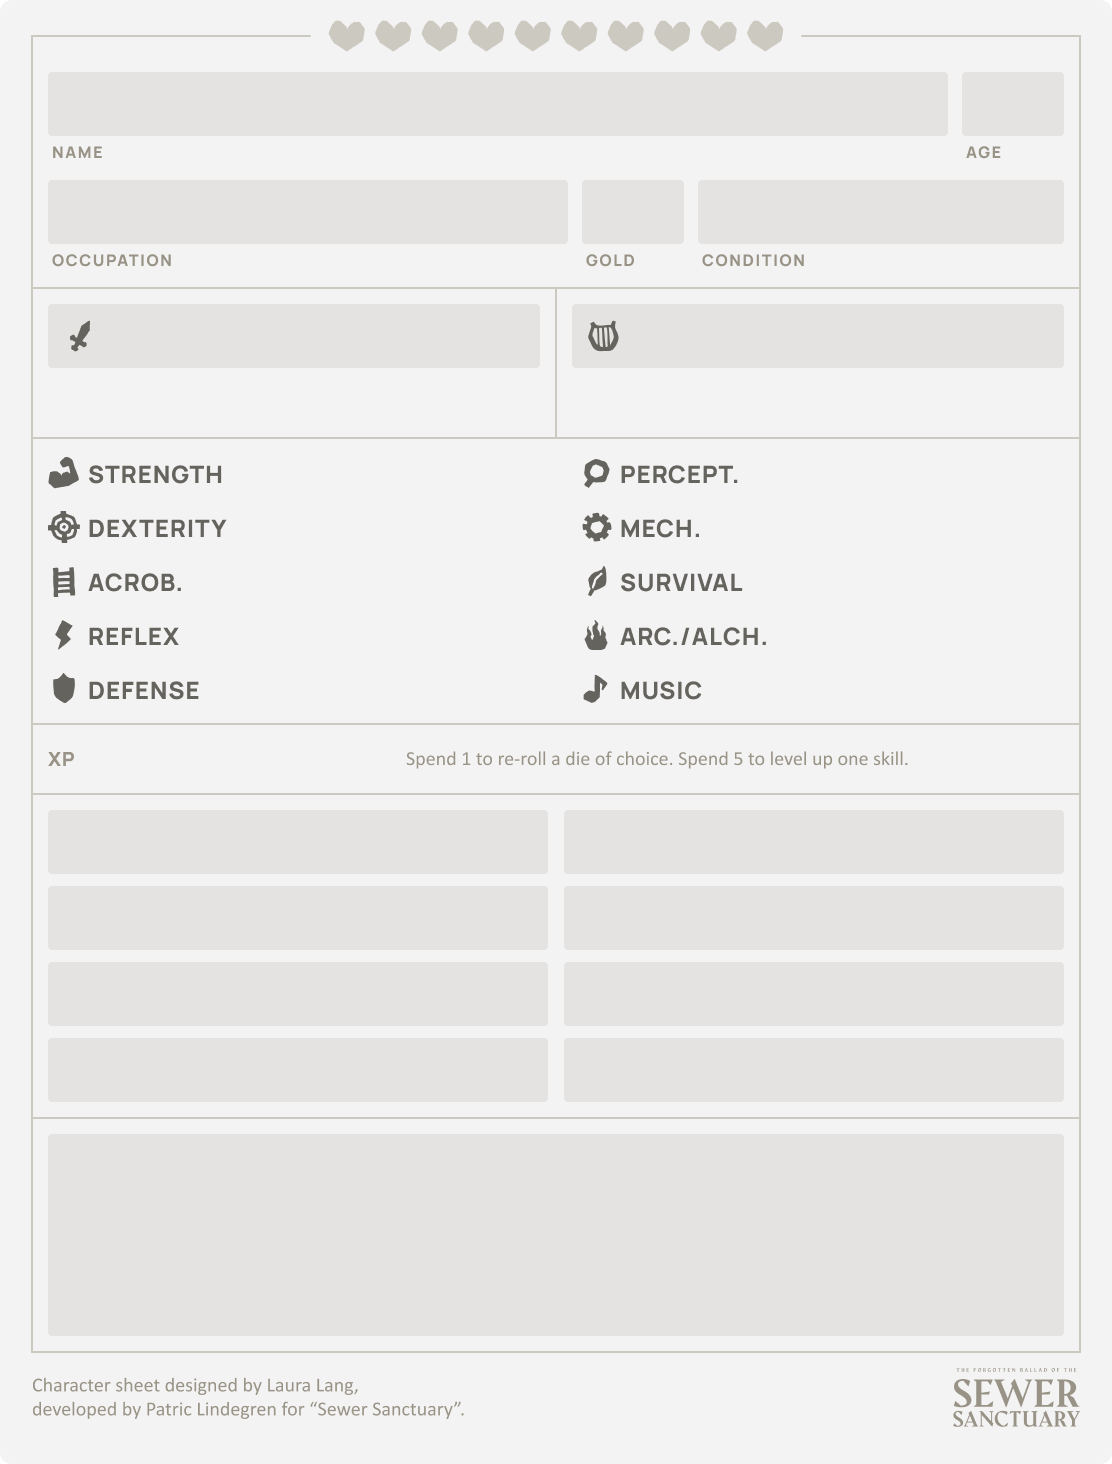 NAME
AGE
OCCUPATION
GOLD
CONDITION
STRENGTH
PERCEPT.
DEXTERITY
MECH.
ACROB.
SURVIVAL
REFLEX
ARC./ALCH.
DEFENSE
MUSIC
XP
Spend 1 to re-roll a die of choice. Spend 5 to level up one skill.
Character sheet designed by Laura Lang,
developed by Patric Lindegren for “Sewer Sanctuary”.
THE FORGOTTEN BALLAD OF THE
SEWER
SANCTUARY